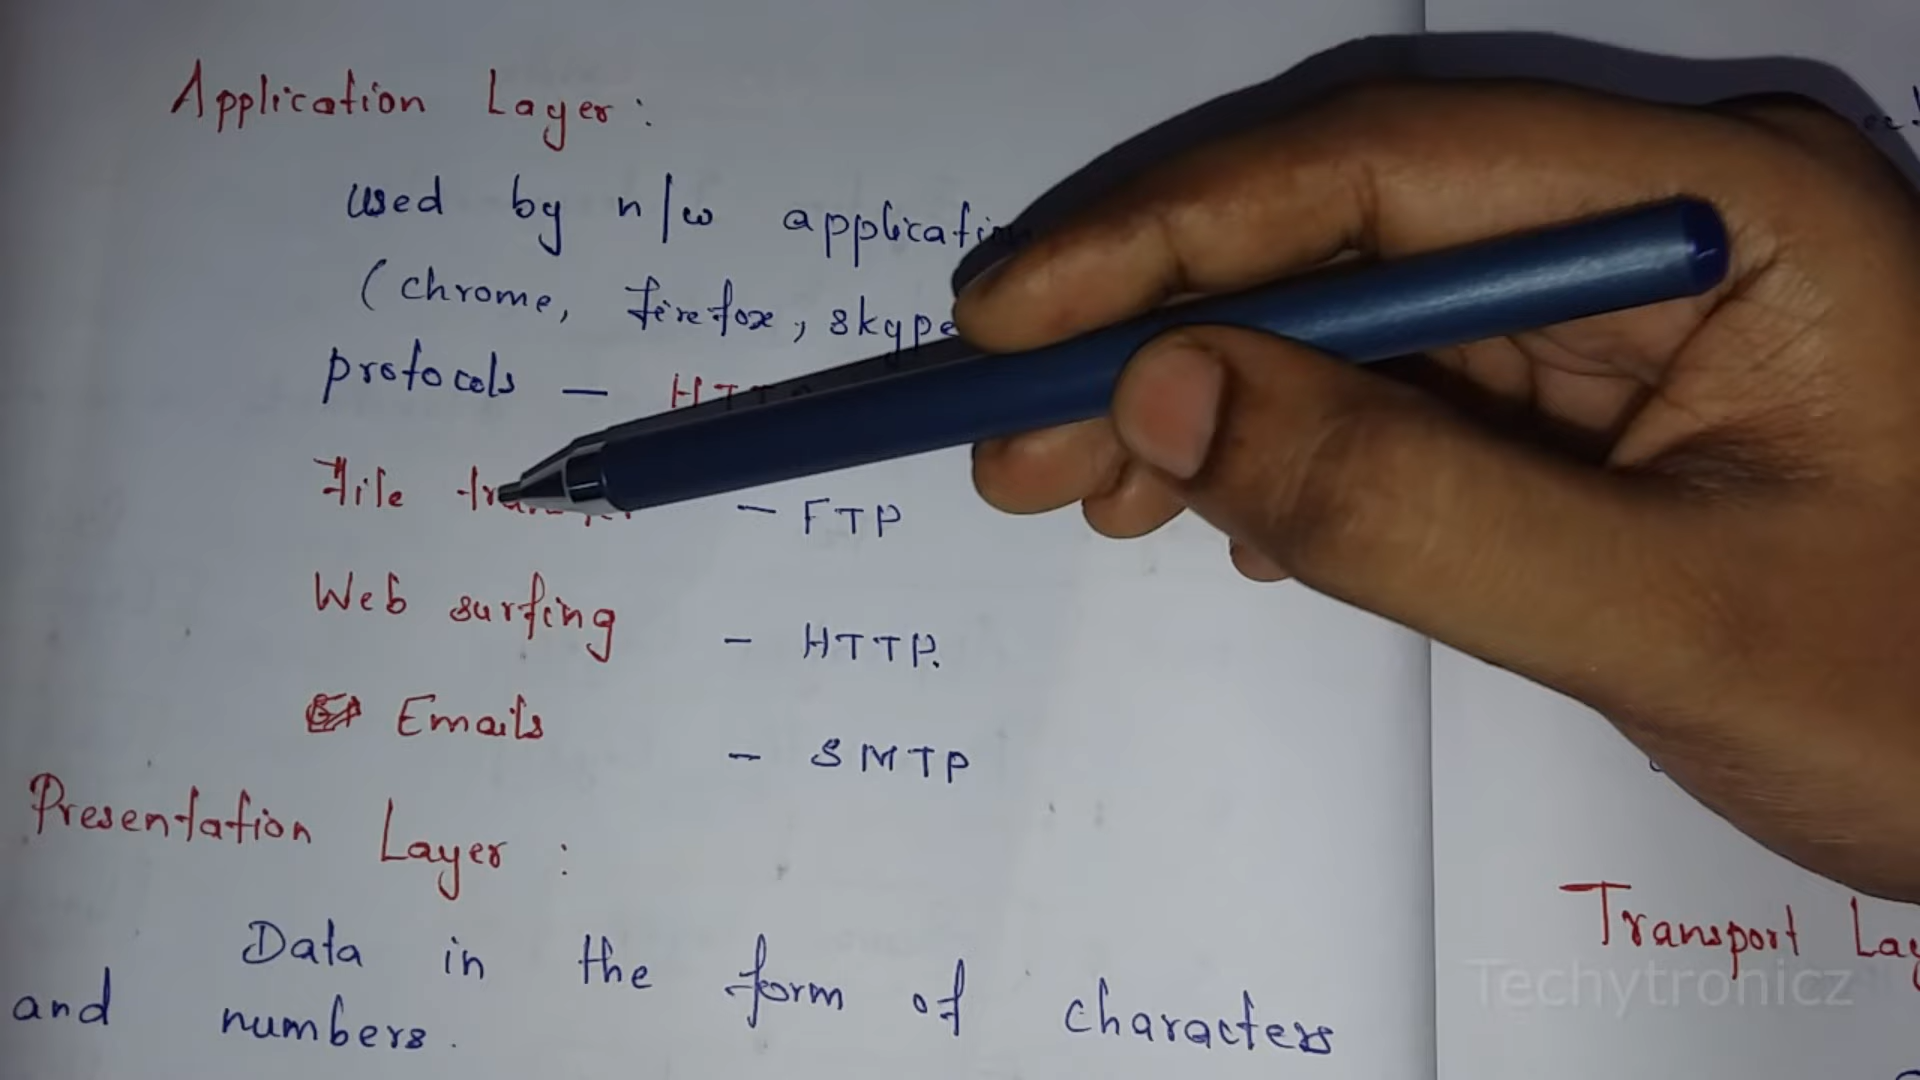 Application Layer:
used by n/w
(chrome, firefox, skype
protocols -
File
- FTP
Web surfing - HTTP.
Emails - SMTP
Presentation Layer :
Data in the form of characters
and numbers.
Transport
Techytronicz